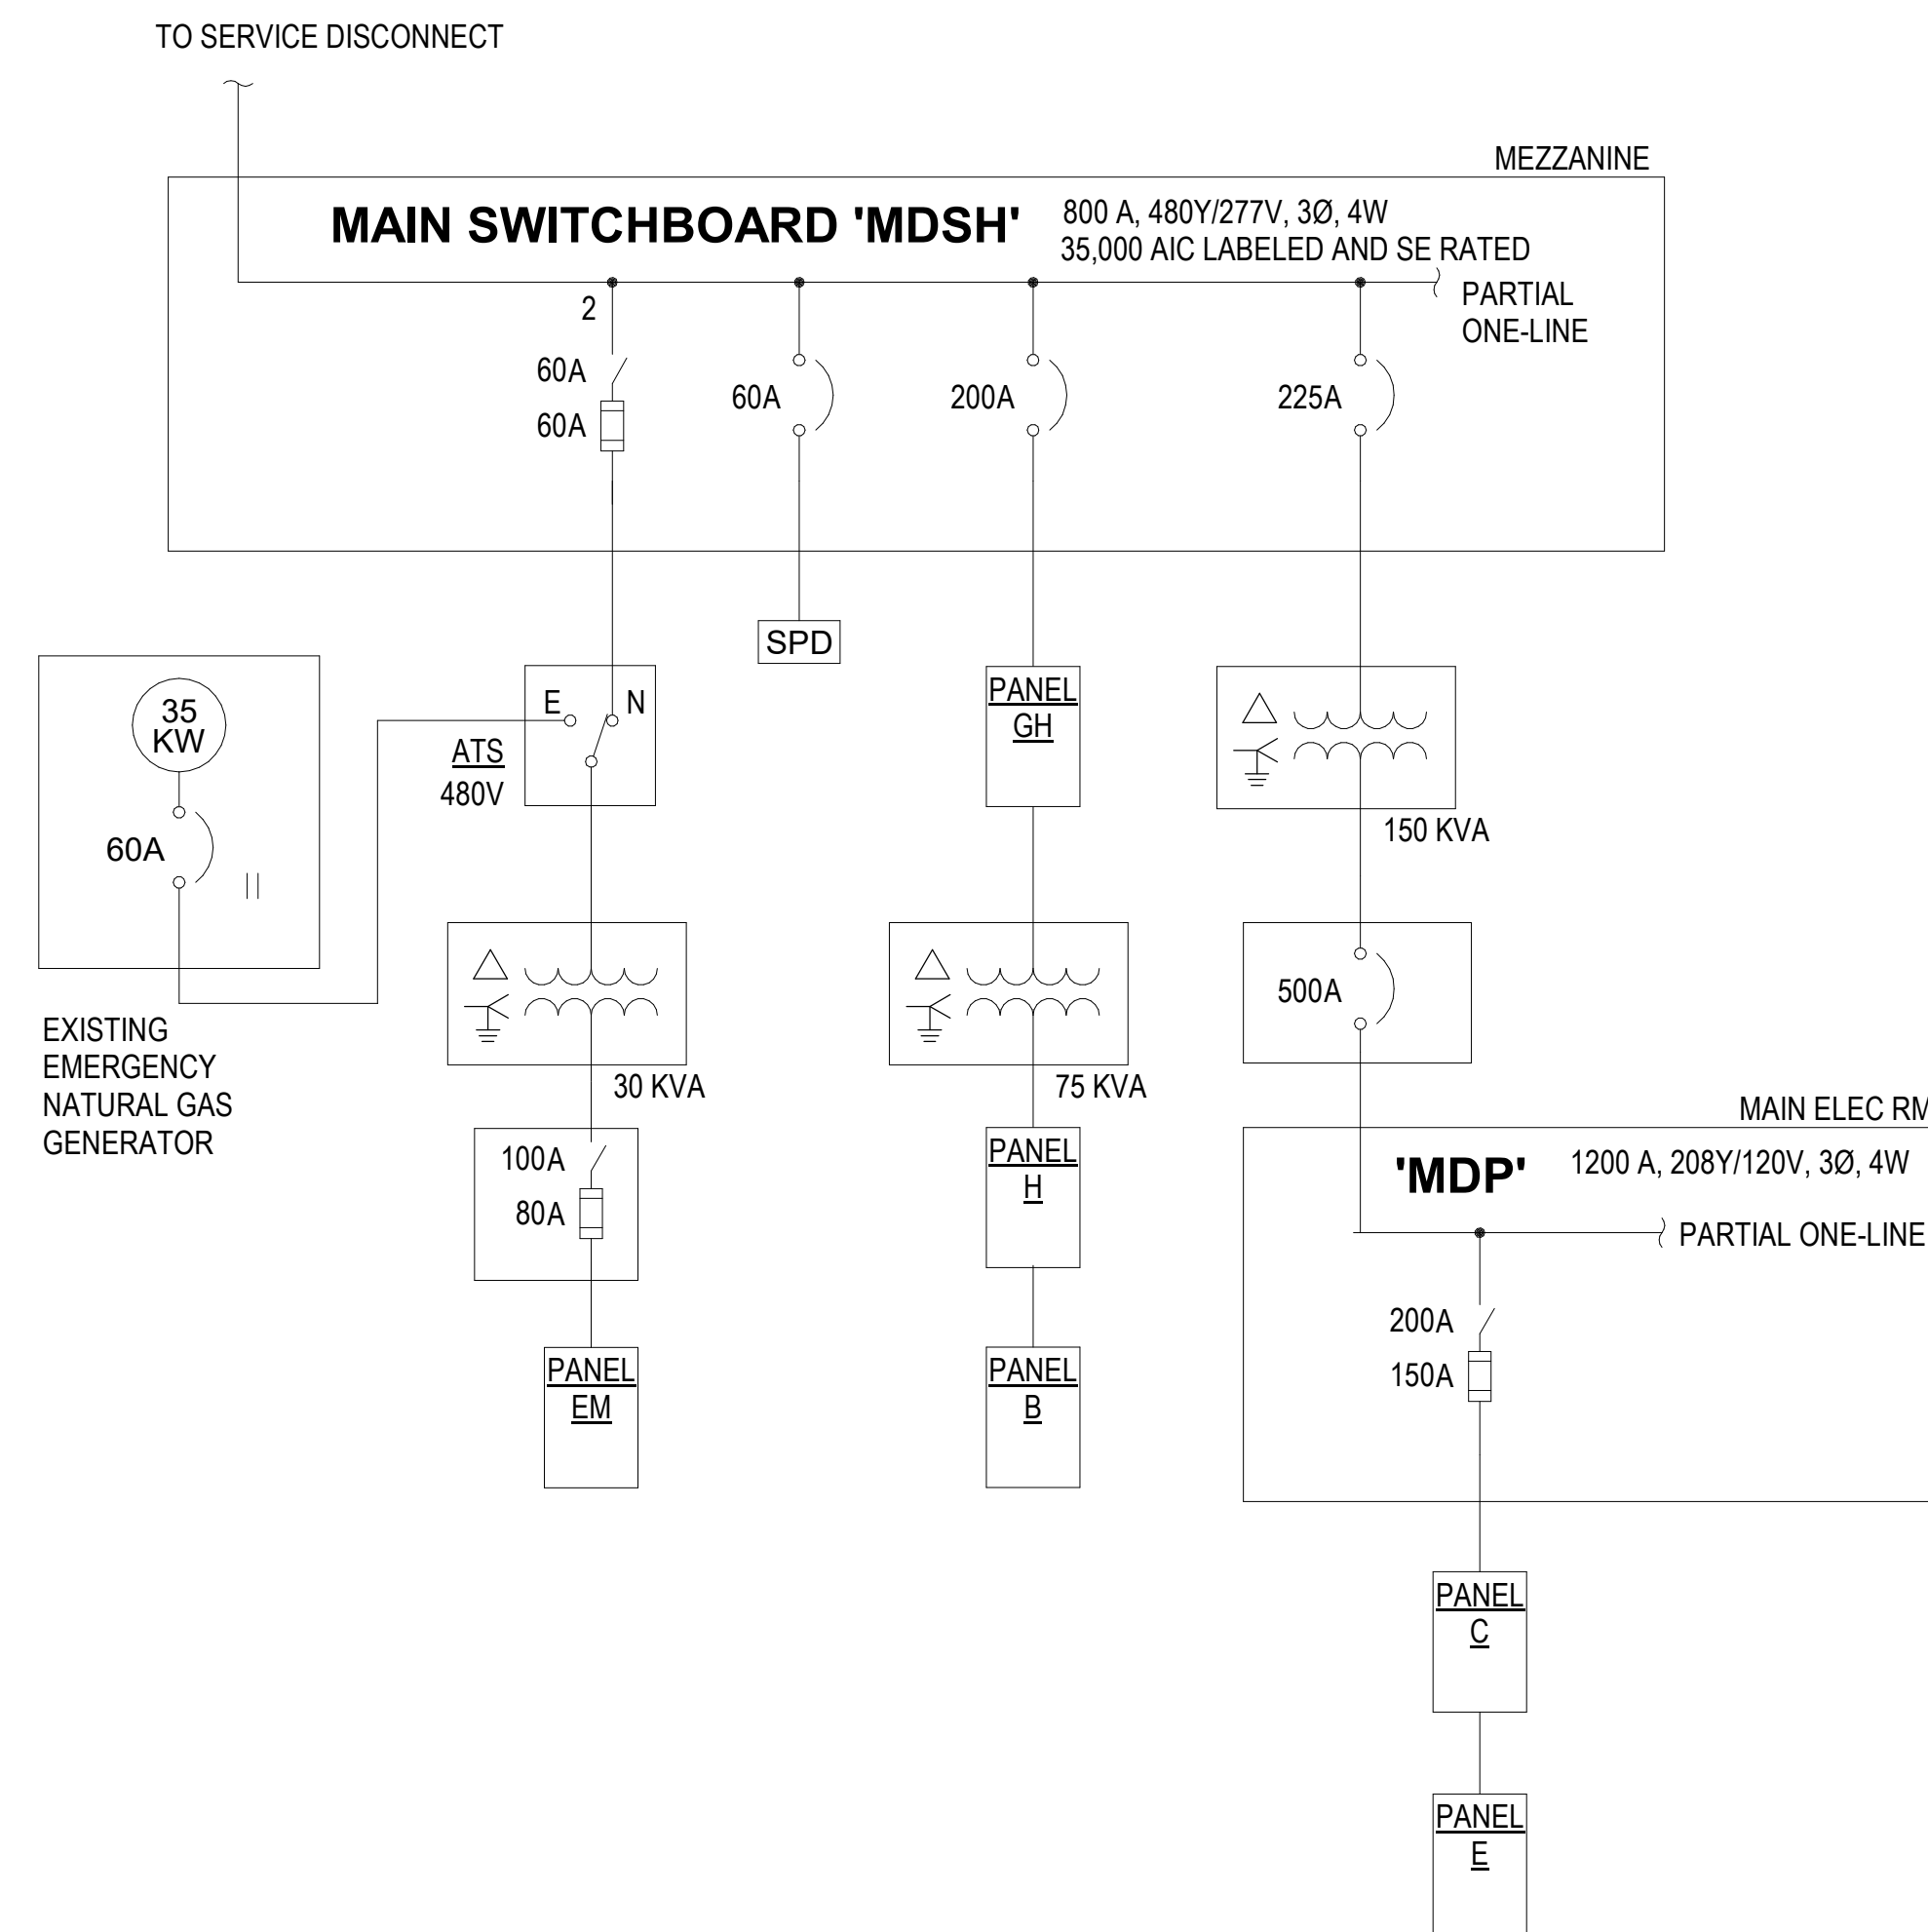 TO SERVICE DISCONNECT
MEZZANINE
MAIN SWITCHBOARD 'MDSH'
800 A, 480Y/277V, 3Ø, 4W
35,000 AIC LABELED AND SE RATED
PARTIAL
ONE-LINE
2
60A
60A
60A
200A
225A
SPD
35
KW
60A
EXISTING
EMERGENCY
NATURAL GAS
GENERATOR
E
N
ATS
480V
PANEL
GH
150 KVA
30 KVA
75 KVA
500A
100A
80A
PANEL
H
MAIN ELEC RM
'MDP'
1200 A, 208Y/120V, 3Ø, 4W
PARTIAL ONE-LINE
200A
150A
PANEL
EM
PANEL
B
PANEL
C
PANEL
E